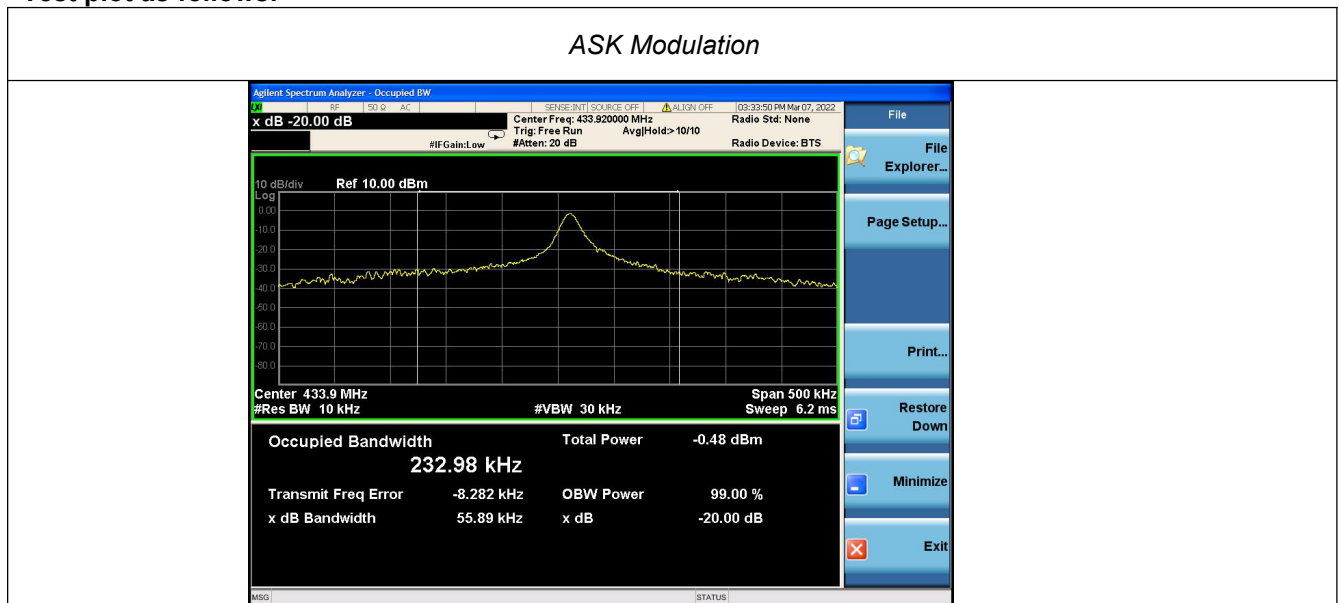 ASK Modulation
Agilent Spectrum Analyzer - Occupied BW
LXI RF 50 Ω AC SENSE:INT SOURCE OFF ALIGN OFF 03:33:50 PM Mar 07, 2022
x dB -20.00 dB
Center Freq: 433.920000 MHz Radio Std: None
Trig: Free Run Avg|Hold:> 10/10
#IFGain:Low #Atten: 20 dB Radio Device: BTS
10 dB/div Ref 10.00 dBm
Log
0.00
-10.0
-20.0
-30.0
-40.0
-50.0
-60.0
-70.0
-80.0
Center 433.9 MHz Span 500 kHz
#Res BW 10 kHz #VBW 30 kHz Sweep 6.2 ms
Occupied Bandwidth Total Power -0.48 dBm
232.98 kHz
Transmit Freq Error -8.282 kHz OBW Power 99.00 %
x dB Bandwidth 55.89 kHz x dB -20.00 dB
MSG STATUS
File
File
Explorer...
Page Setup...
Print...
Restore
Down
Minimize
Exit